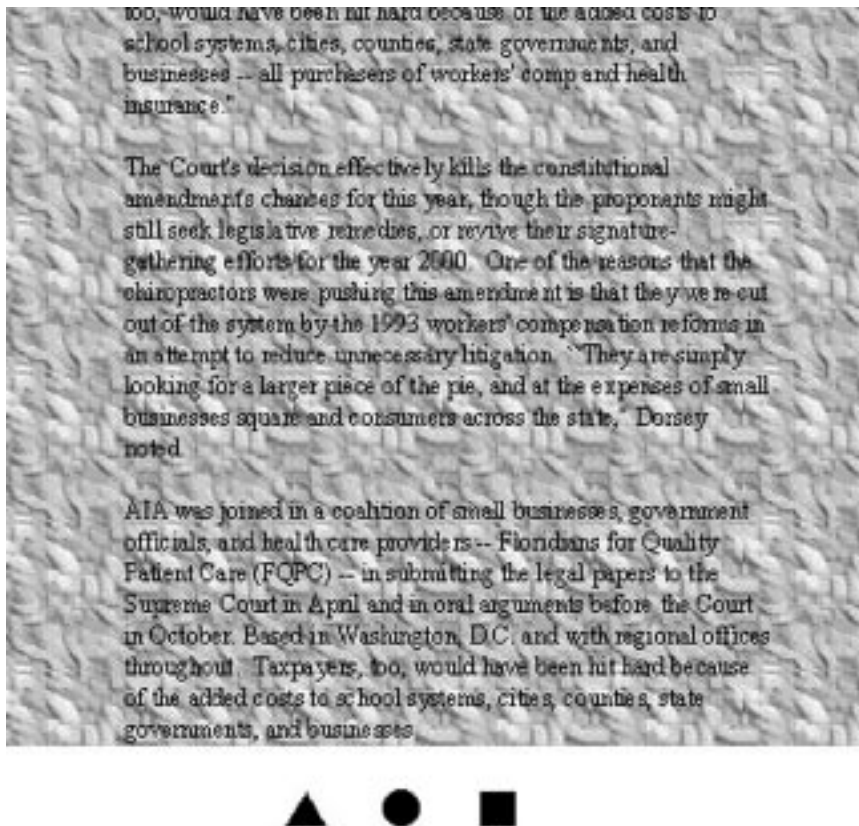 too, would have been hit hard because of the added costs to
school systems, cities, counties, state governments, and
businesses -- all purchasers of workers' comp and health
insurance."
The Court's decision effectively kills the constitutional
amendment's chances for this year, though the proponents might
still seek legislative remedies, or revive their signature-
gathering efforts for the year 2000. One of the reasons that the
chiropractors were pushing this amendment is that they were cut
out of the system by the 1993 workers' compensation reforms in
an attempt to reduce unnecessary litigation. ``They are simply
looking for a larger piece of the pie, and at the expenses of small
businesses square and consumers across the state," Dorsey
noted.
AIA was joined in a coalition of small businesses, government
officials, and health care providers -- Floridians for Quality
Patient Care (FQPC) -- in submitting the legal papers to the
Supreme Court in April and in oral arguments before the Court
in October. Based in Washington, D.C. and with regional offices
throughout. Taxpayers, too, would have been hit hard because
of the added costs to school systems, cities, counties, state
governments, and businesses